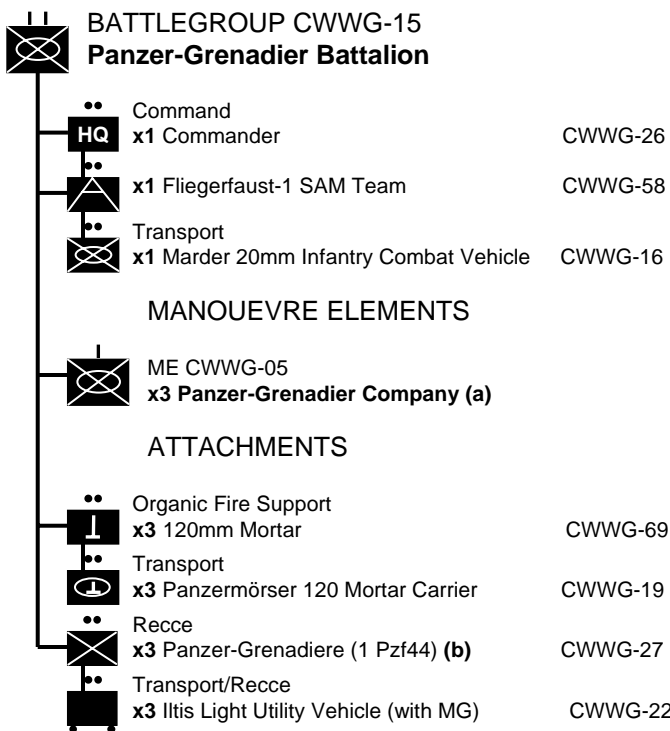 BATTLEGROUP CWWG-15
Panzer-Grenadier Battalion
Command
HQ x1 Commander CWWG-26
x1 Fliegerfaust-1 SAM Team CWWG-58
Transport
x1 Marder 20mm Infantry Combat Vehicle CWWG-16
MANOUEVRE ELEMENTS
ME CWWG-05
x3 Panzer-Grenadier Company (a)
ATTACHMENTS
Organic Fire Support
x3 120mm Mortar CWWG-69
Transport
x3 Panzermörser 120 Mortar Carrier CWWG-19
Recce
x3 Panzer-Grenadiere (1 Pzf44) (b) CWWG-27
Transport/Recce
x3 Iltis Light Utility Vehicle (with MG) CWWG-22